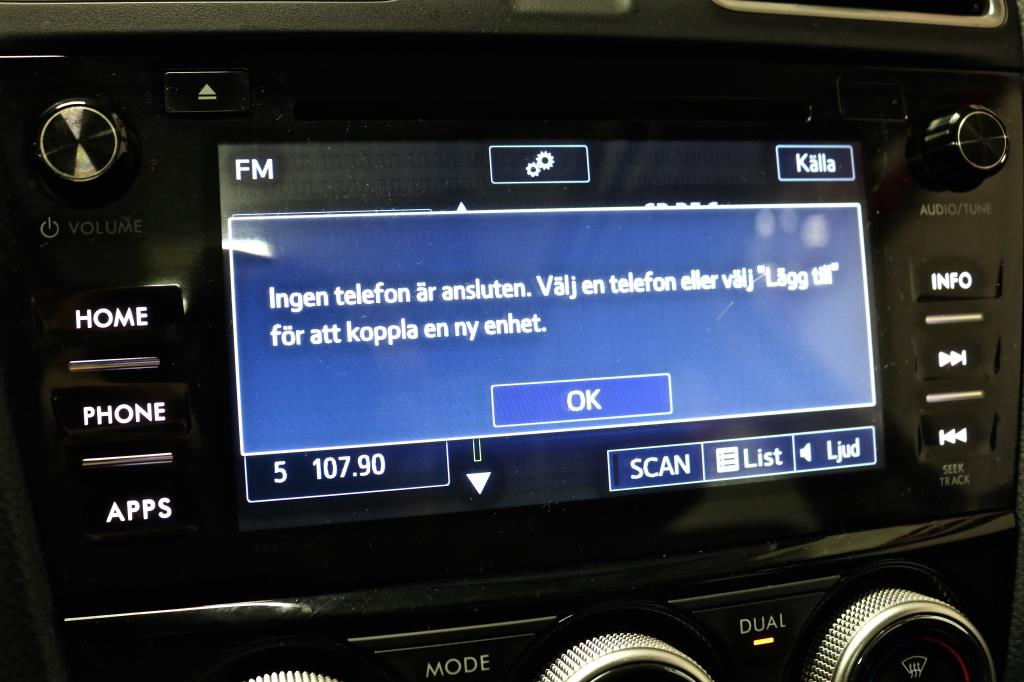 FM
Källa
VOLUME
AUDIO/TUNE
Ingen telefon är ansluten. Välj en telefon eller välj "Lägg till"
för att koppla en ny enhet.
INFO
HOME
OK
PHONE
5 107.90
SCAN
List
Ljud
SEEK
TRACK
APPS
MODE
DUAL